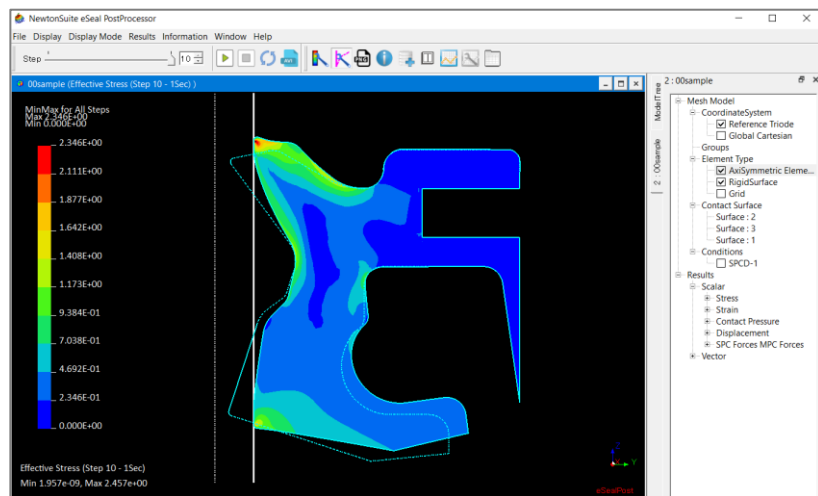 NewtonSuite eSeal PostProcessor
File Display Display Mode Results Information Window Help
Step
10
AVI
PNG
00sample (Effective Stress (Step 10 - 1Sec) )
MinMax for All Steps
Max 2.346E+00
Min 0.000E+00
2.346E+00
2.111E+00
1.877E+00
1.642E+00
1.408E+00
1.173E+00
9.384E-01
7.038E-01
4.692E-01
2.346E-01
0.000E+00
Effective Stress (Step 10 - 1Sec)
Min 1.957e-09, Max 2.457e+00
Z
X
Y
eSealPost
ModelTree
2 : 00sample
2 : 00sample
Mesh Model
CoordinateSystem
Reference Triode
Global Cartesian
Groups
Element Type
AxiSymmetric Eleme...
RigidSurface
Grid
Contact Surface
Surface : 2
Surface : 3
Surface : 1
Conditions
SPCD-1
Results
Scalar
Stress
Strain
Contact Pressure
Displacement
SPC Forces MPC Forces
Vector